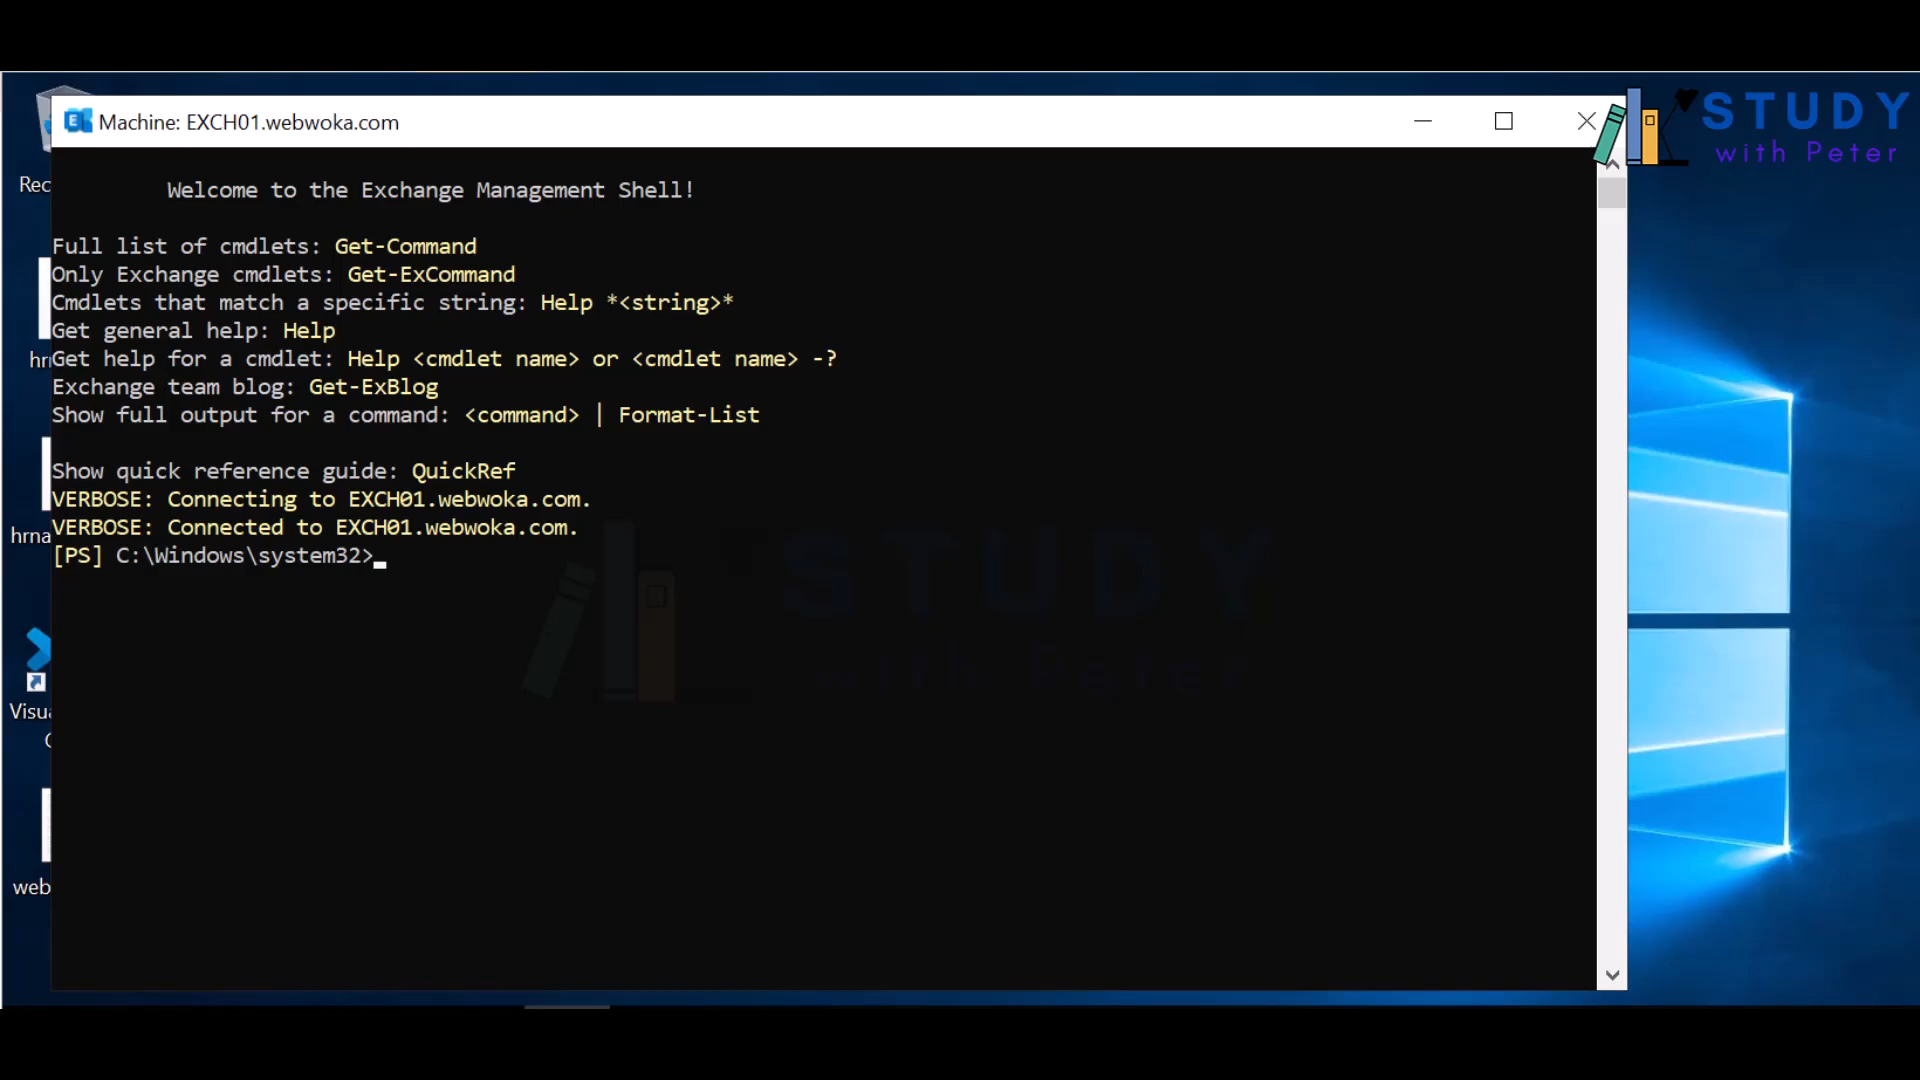 STUDY
with Peter
Machine: EXCH01.webwoka.com
Rec
Welcome to the Exchange Management Shell!
Full list of cmdlets: Get-Command
Only Exchange cmdlets: Get-ExCommand
Cmdlets that match a specific string: Help *<string>*
Get general help: Help
Get help for a cmdlet: Help <cmdlet name> or <cmdlet name> -?
Exchange team blog: Get-ExBlog
Show full output for a command: <command> | Format-List
Show quick reference guide: QuickRef
VERBOSE: Connecting to EXCH01.webwoka.com.
VERBOSE: Connected to EXCH01.webwoka.com.
[PS] C:\Windows\system32>
hrna
Visua
web
STUDY
with Peter